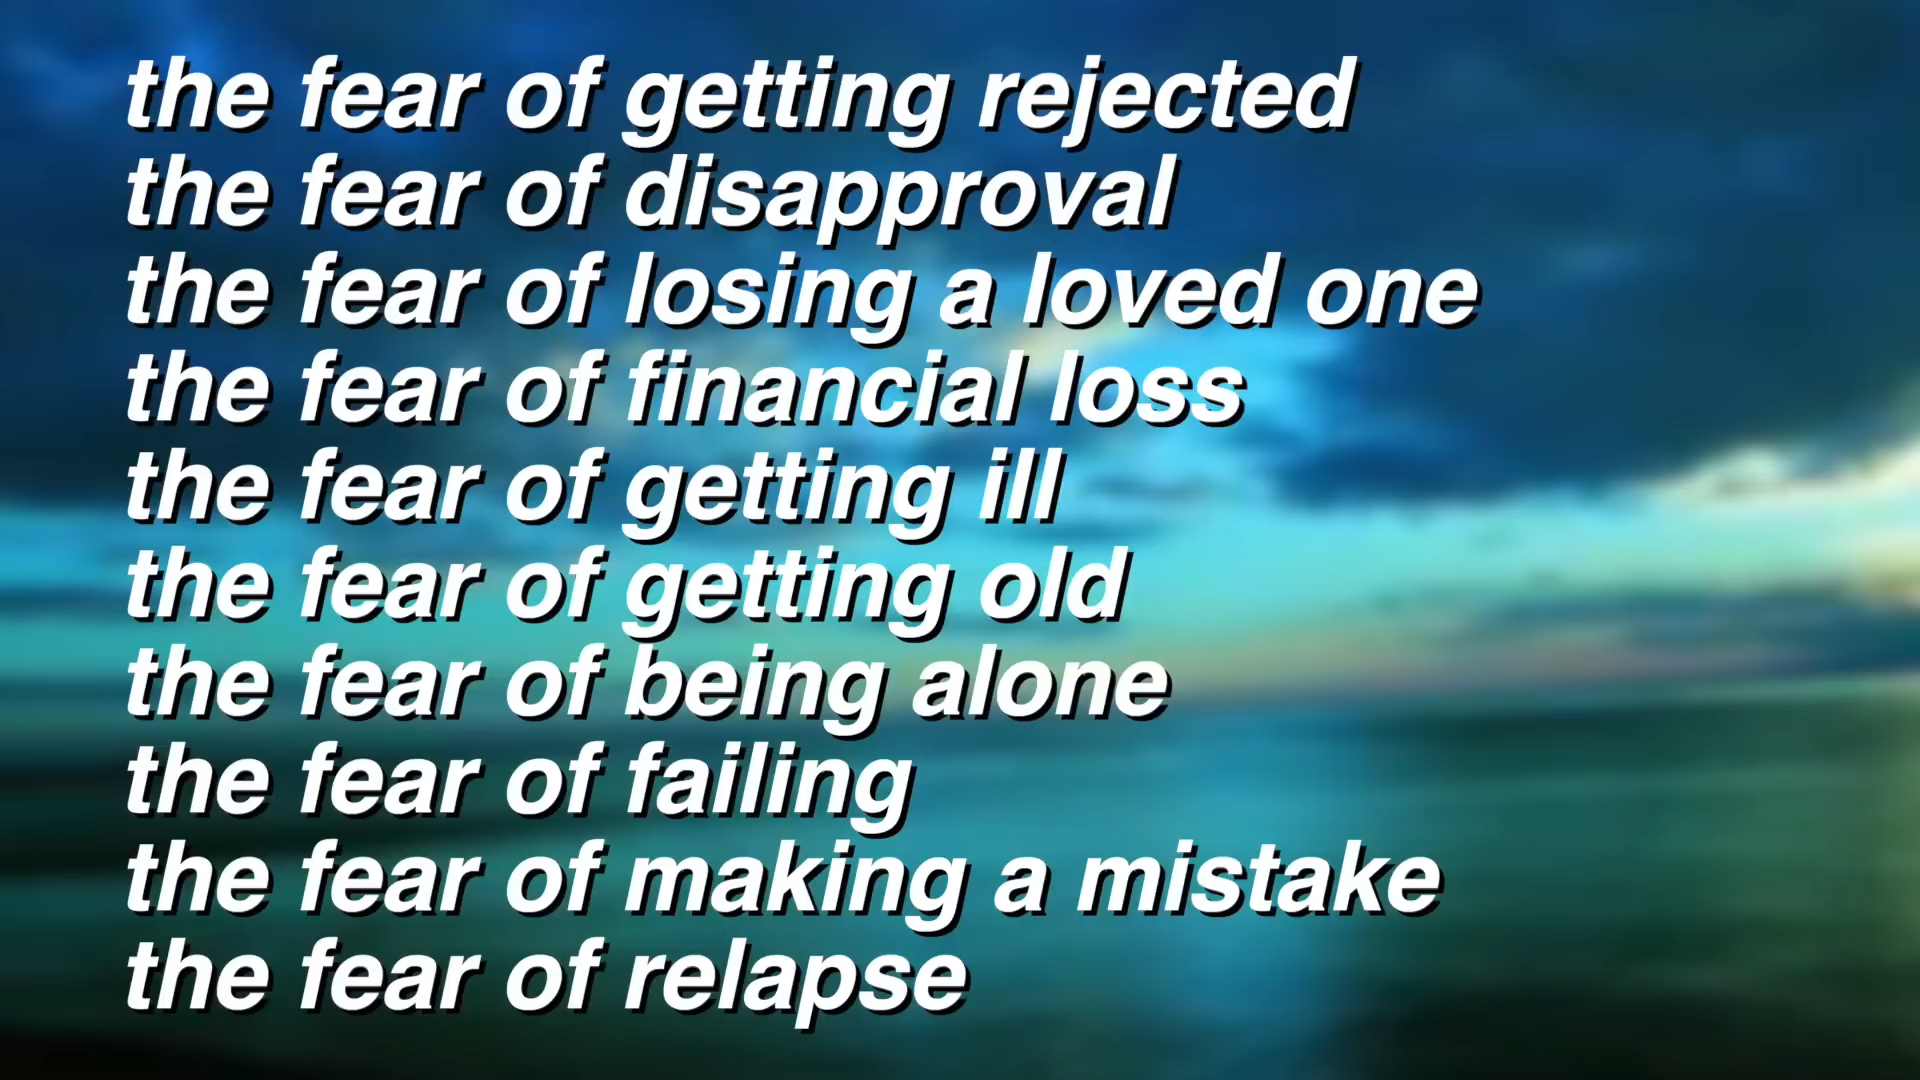 the fear of getting rejected
the fear of disapproval
the fear of losing a loved one
the fear of financial loss
the fear of getting ill
the fear of getting old
the fear of being alone
the fear of failing
the fear of making a mistake
the fear of relapse